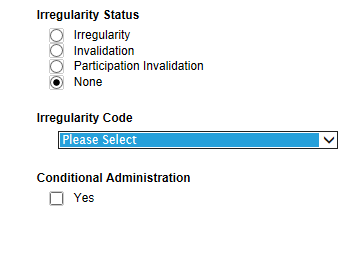 Irregularity Status
Irregularity
Invalidation
Participation Invalidation
None
Irregularity Code
Please Select
Conditional Administration
Yes